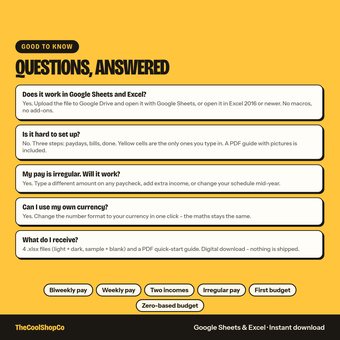 GOOD TO KNOW
QUESTIONS, ANSWERED
Does it work in Google Sheets and Excel?
Yes. Upload the file to Google Drive and open it with Google Sheets, or open it in Excel 2016 or newer. No macros,
no add-ons.
Is it hard to set up?
No. Three steps: paydays, bills, done. Yellow cells are the only ones you type in. A PDF guide with pictures is
included.
My pay is irregular. Will it work?
Yes. Type a different amount on any paycheck, add extra income, or change your schedule mid-year.
Can I use my own currency?
Yes. Change the number format to your currency in one click - the maths stays the same.
What do I receive?
4 .xlsx files (light + dark, sample + blank) and a PDF quick-start guide. Digital download - nothing is shipped.
Biweekly pay Weekly pay Two incomes Irregular pay First budget
Zero-based budget
TheCoolShopCo Google Sheets & Excel · Instant download